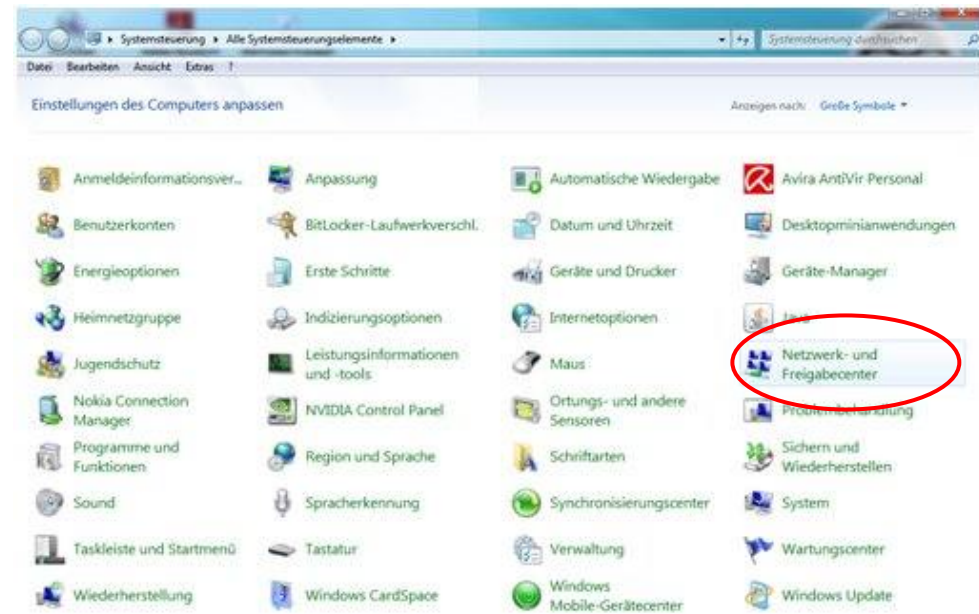 Systemsteuerung ▸ Alle Systemsteuerungselemente ▸
Systemsteuerung durchsuchen
Datei Bearbeiten Ansicht Extras ?
Einstellungen des Computers anpassen
Anzeigen nach: Große Symbole
Anmeldeinformationsver...
Anpassung
Automatische Wiedergabe
Avira AntiVir Personal
Benutzerkonten
BitLocker-Laufwerkverschl.
Datum und Uhrzeit
Desktopminianwendungen
Energieoptionen
Erste Schritte
Geräte und Drucker
Geräte-Manager
Heimnetzgruppe
Indizierungsoptionen
Internetoptionen
Java
Jugendschutz
Leistungsinformationen
und -tools
Maus
Netzwerk- und
Freigabecenter
Nokia Connection
Manager
NVIDIA Control Panel
Ortungs- und andere
Sensoren
Problembehandlung
Programme und
Funktionen
Region und Sprache
Schriftarten
Sichern und
Wiederherstellen
Sound
Spracherkennung
Synchronisierungscenter
System
Taskleiste und Startmenü
Tastatur
Verwaltung
Wartungscenter
Wiederherstellung
Windows CardSpace
Windows
Mobile-Gerätecenter
Windows Update